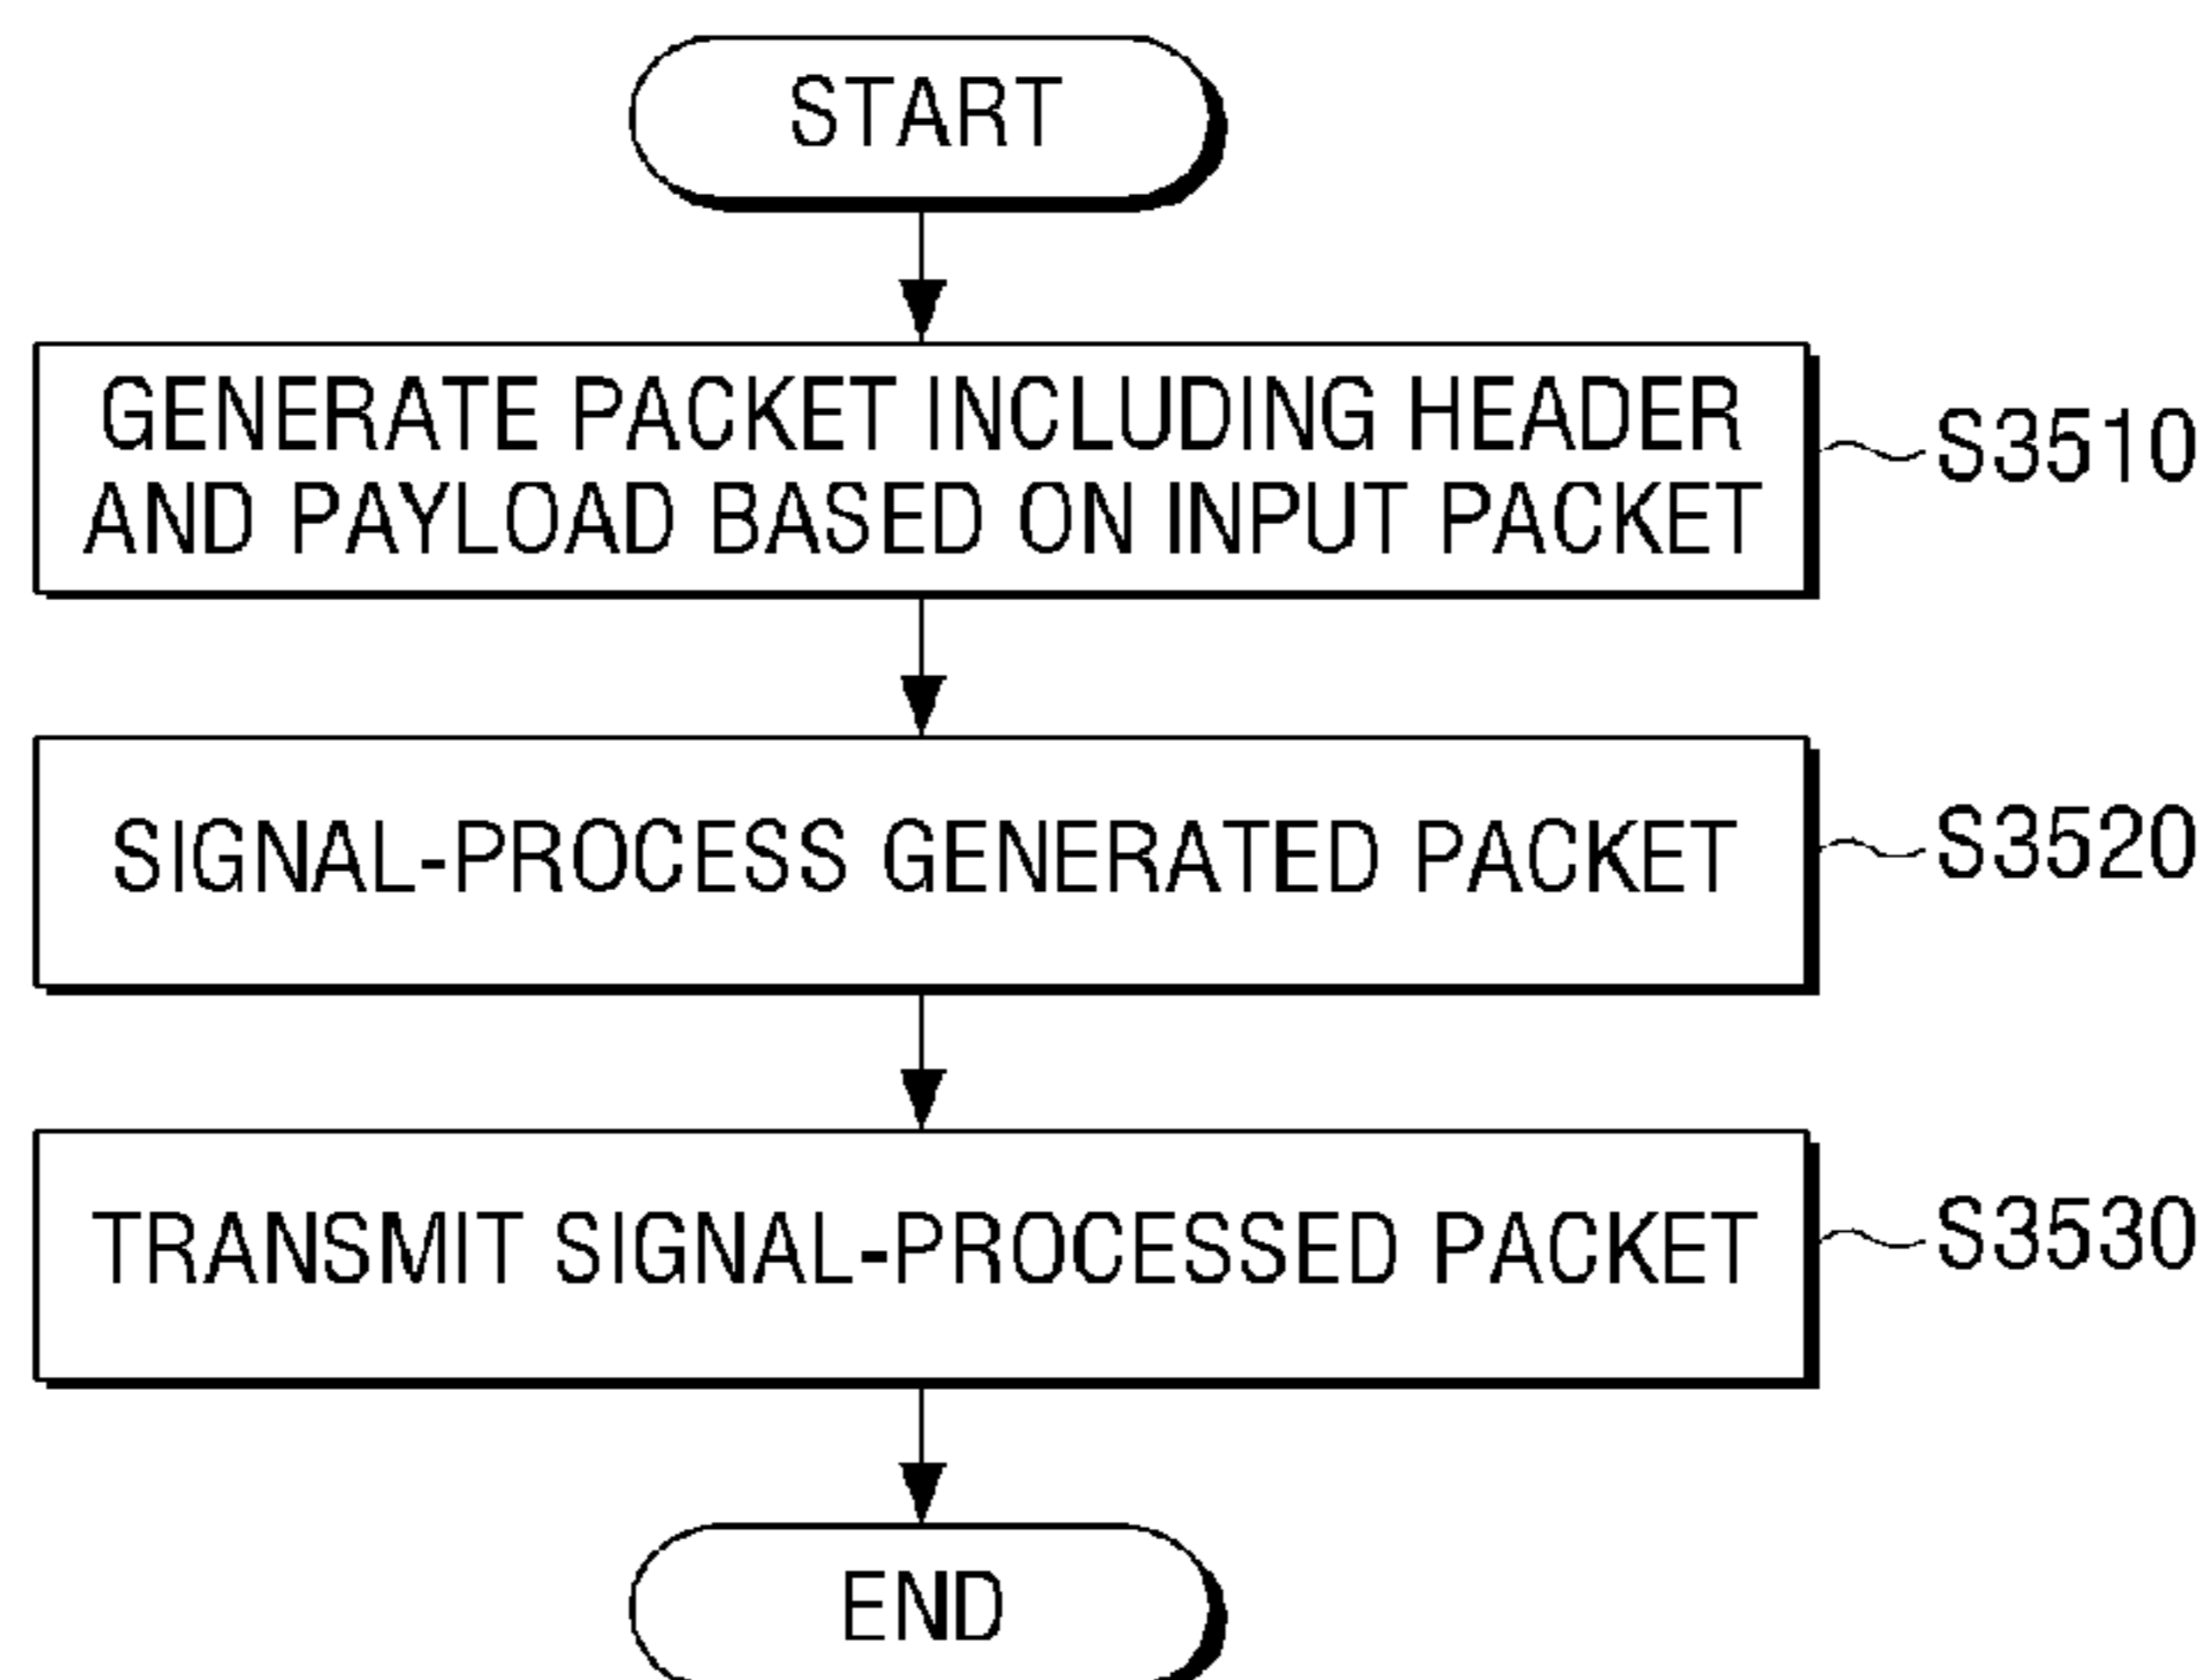 START
GENERATE PACKET INCLUDING HEADER
AND PAYLOAD BASED ON INPUT PACKET
S3510
SIGNAL-PROCESS GENERATED PACKET
S3520
TRANSMIT SIGNAL-PROCESSED PACKET
S3530
END